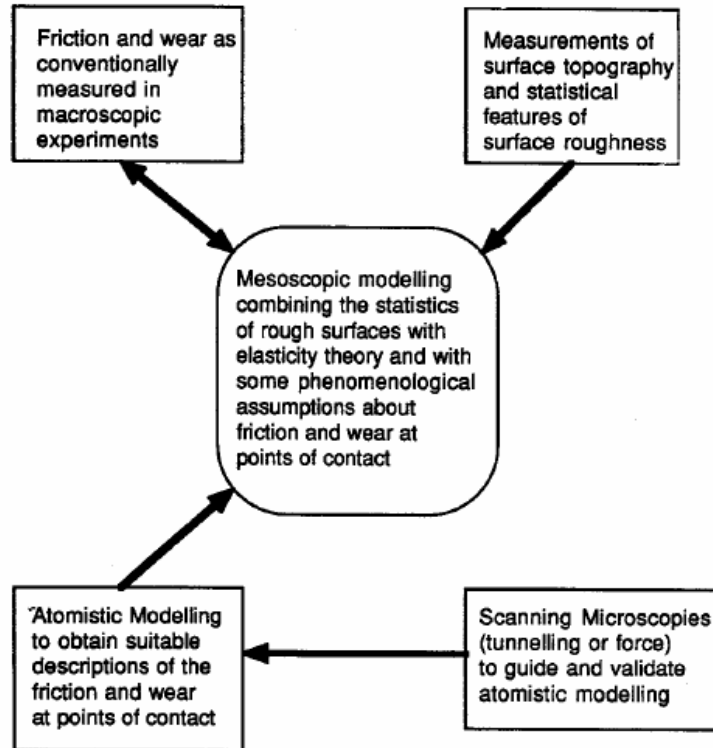 Friction and wear as
conventionally
measured in
macroscopic
experiments
Measurements of
surface topography
and statistical
features of
surface roughness
Mesoscopic modelling
combining the statistics
of rough surfaces with
elasticity theory and with
some phenomenological
assumptions about
friction and wear at
points of contact
Atomistic Modelling
to obtain suitable
descriptions of the
friction and wear
at points of contact
Scanning Microscopies
(tunnelling or force)
to guide and validate
atomistic modelling